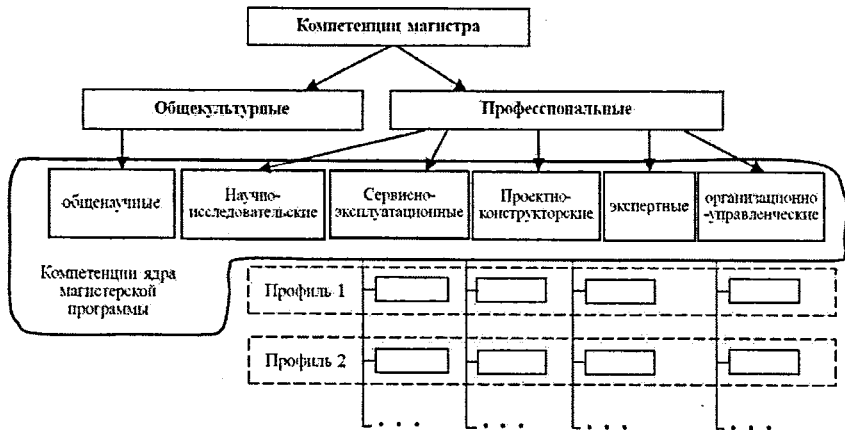 Компетенции магистра
Общекультурные
Профессиональные
общенаучные
Научно-
исследовательские
Сервисно-
эксплуатационные
Проектно-
конструкторские
экспертные
организационно
-управленческие
Компетенции ядра
магистерской
программы
Профиль 1
Профиль 2